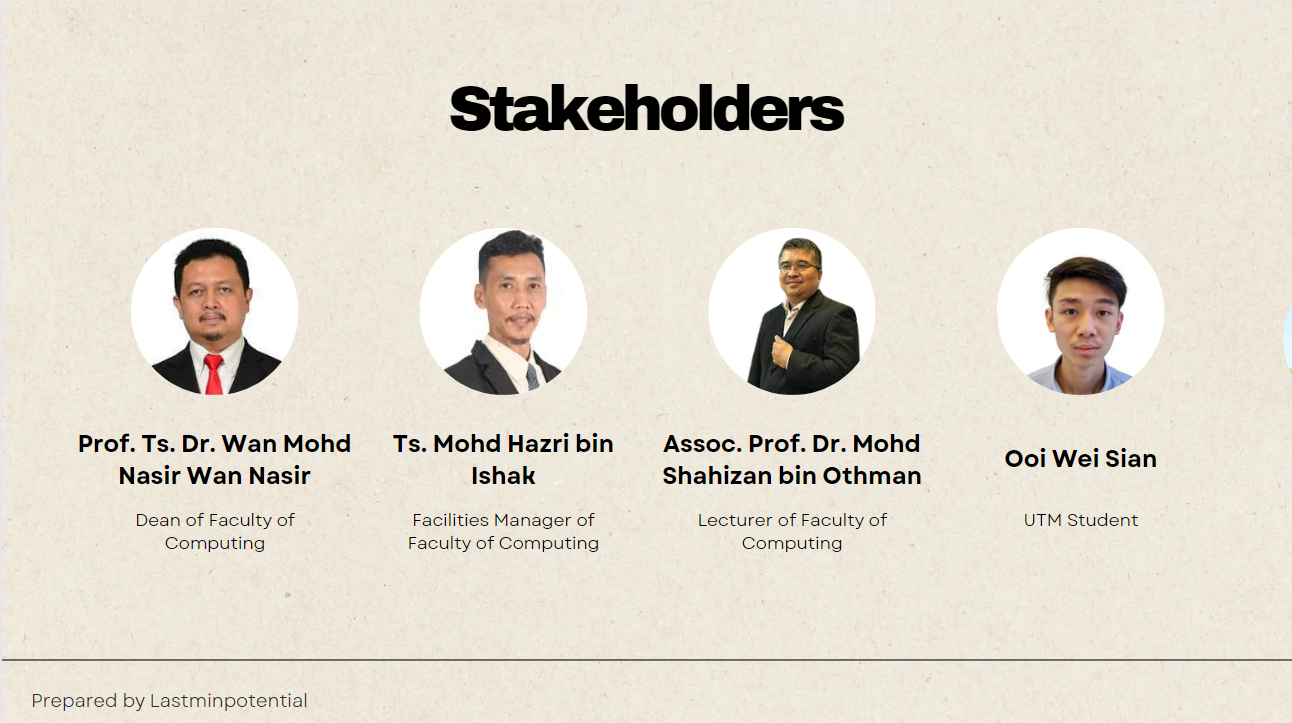 Stakeholders
Prof. Ts. Dr. Wan Mohd
Nasir Wan Nasir
Dean of Faculty of
Computing
Ts. Mohd Hazri bin
Ishak
Facilities Manager of
Faculty of Computing
Assoc. Prof. Dr. Mohd
Shahizan bin Othman
Lecturer of Faculty of
Computing
Ooi Wei Sian
UTM Student
Prepared by Lastminpotential